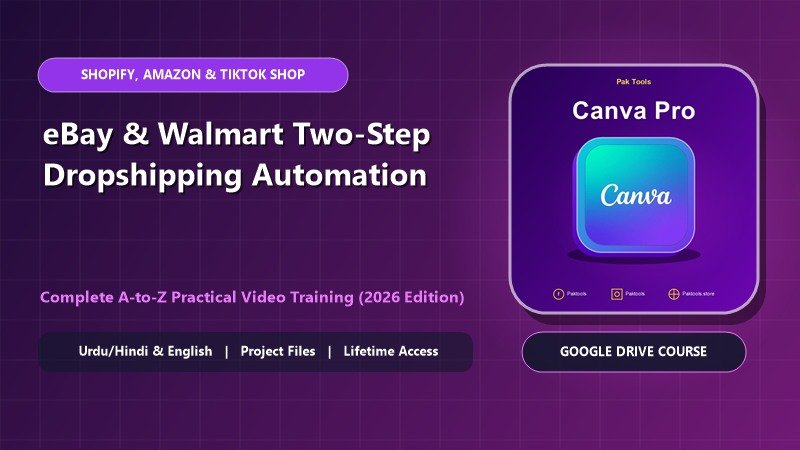 SHOPIFY, AMAZON & TIKTOK SHOP
eBay & Walmart Two-Step
Dropshipping Automation
Complete A-to-Z Practical Video Training (2026 Edition)
Urdu/Hindi & English | Project Files | Lifetime Access
Pak Tools
Canva Pro
Canva
Paktools Paktools Paktools.store
GOOGLE DRIVE COURSE